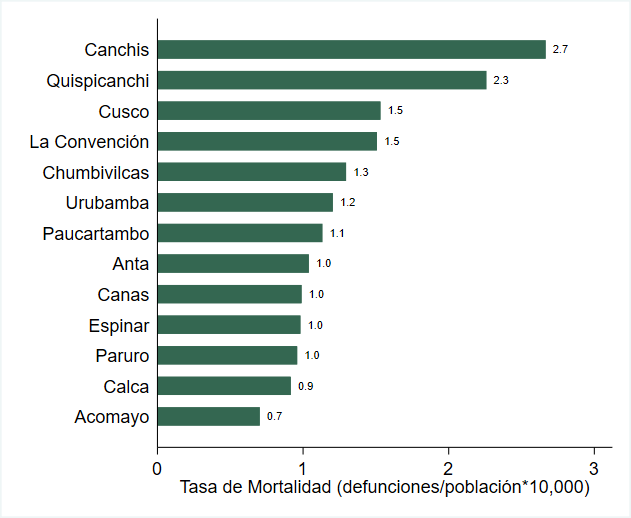 Canchis 2.7
Quispicanchi 2.3
Cusco 1.5
La Convención 1.5
Chumbivilcas 1.3
Urubamba 1.2
Paucartambo 1.1
Anta 1.0
Canas 1.0
Espinar 1.0
Paruro 1.0
Calca 0.9
Acomayo 0.7
0 1 2 3
Tasa de Mortalidad (defunciones/población*10,000)